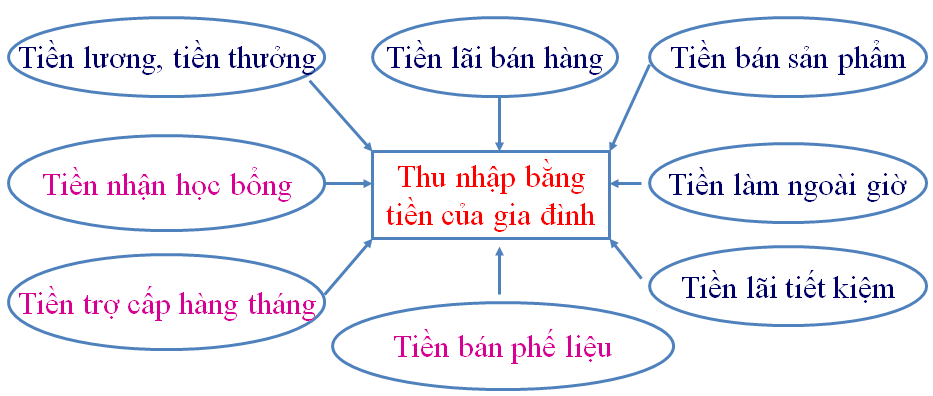 Tiền lương, tiền thưởng
Tiền lãi bán hàng
Tiền bán sản phẩm
Tiền nhận học bổng
Thu nhập bằng
tiền của gia đình
Tiền làm ngoài giờ
Tiền trợ cấp hàng tháng
Tiền lãi tiết kiệm
Tiền bán phế liệu